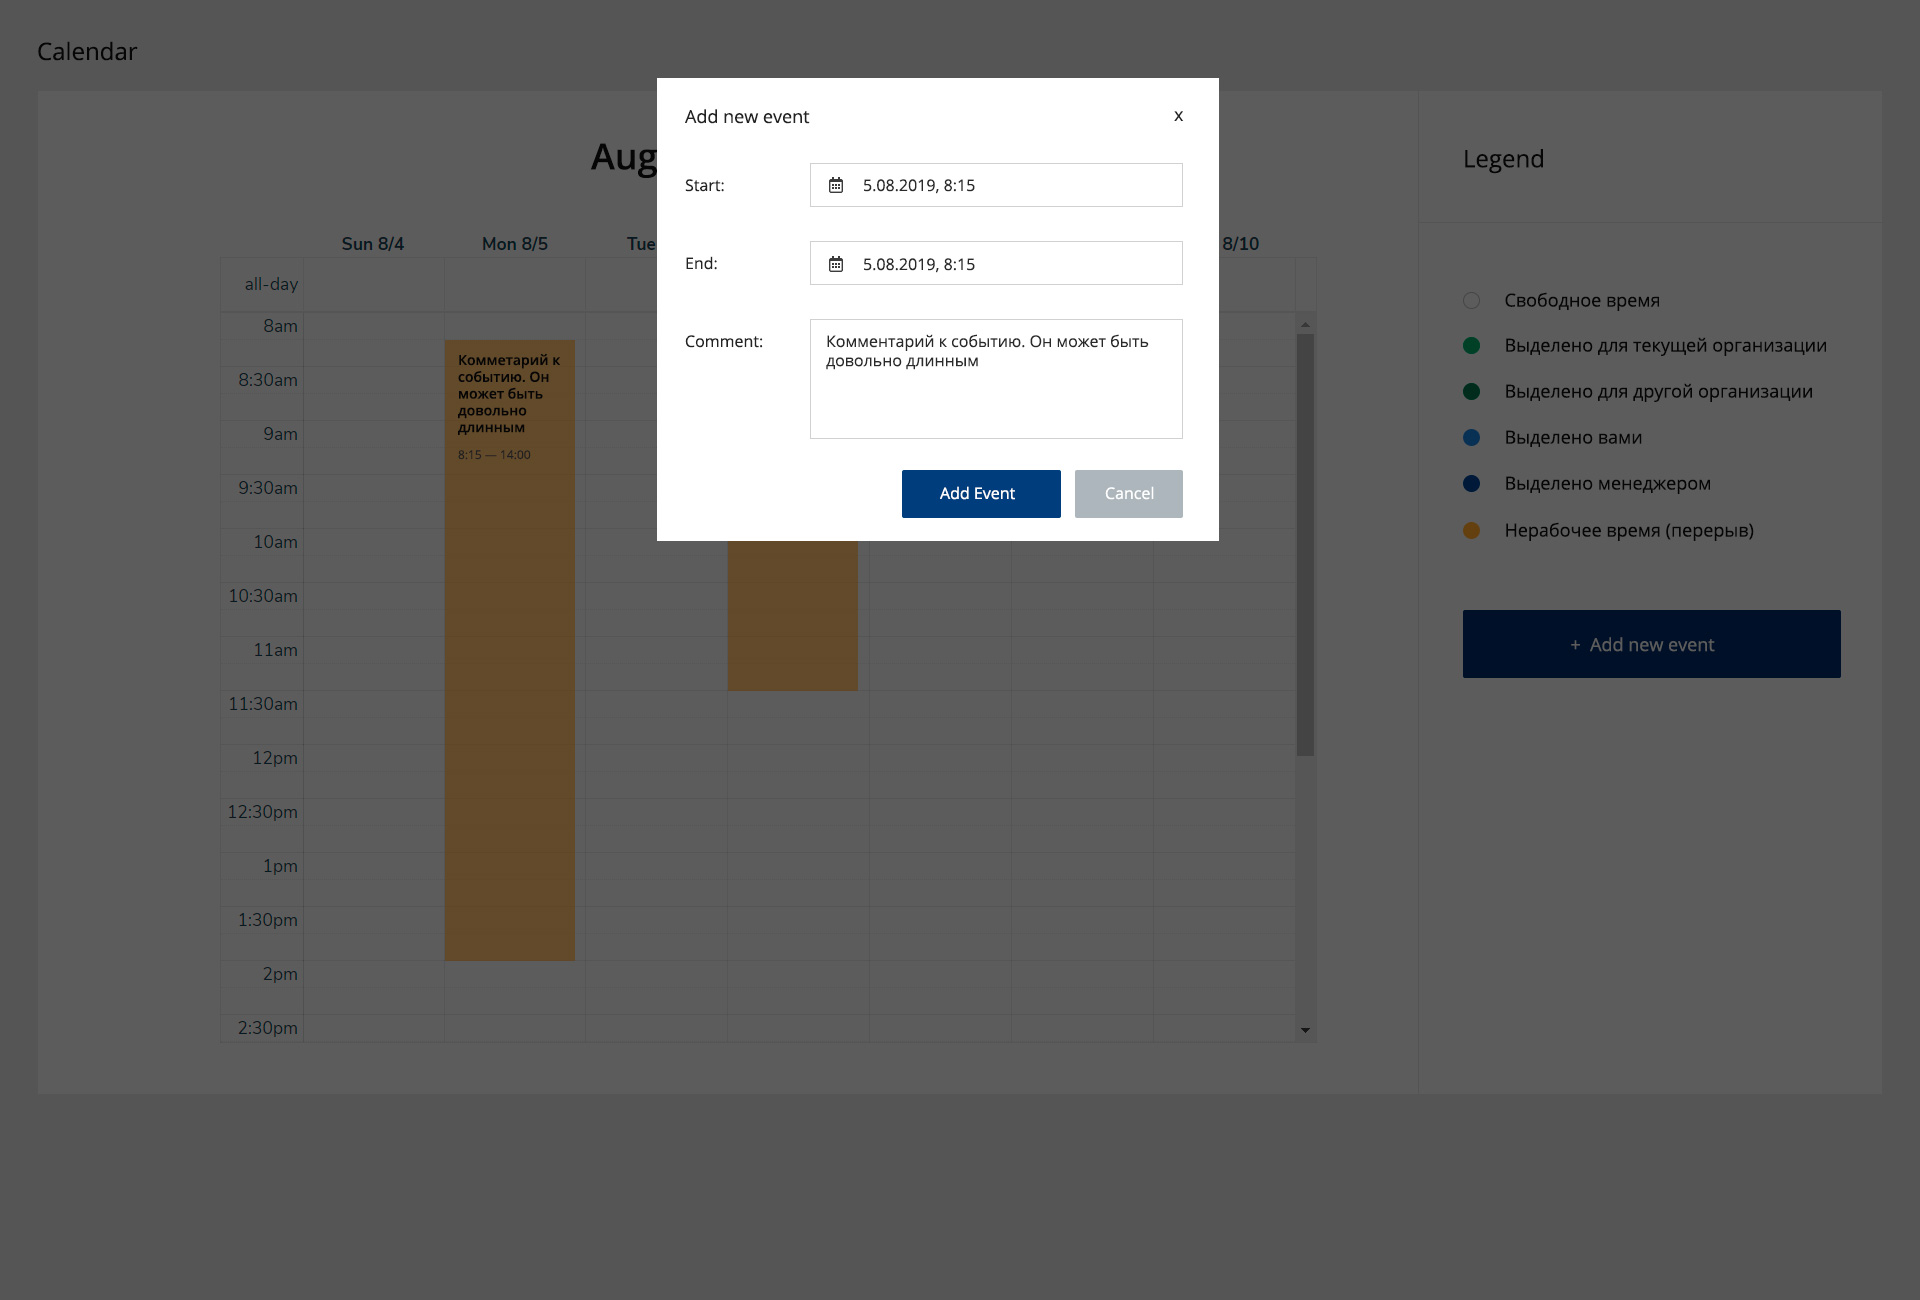 Calendar
Add new event
x
Start:
5.08.2019, 8:15
End:
5.08.2019, 8:15
Comment:
Комментарий к событию. Он может быть
довольно длинным
Add Event
Cancel
Aug
Sun 8/4
Mon 8/5
Tue
8/10
all-day
8am
8:30am
9am
9:30am
10am
10:30am
11am
11:30am
12pm
12:30pm
1pm
1:30pm
2pm
2:30pm
Комметарий к
событию. Он
может быть
довольно
длинным
8:15 — 14:00
Legend
Свободное время
Выделено для текущей организации
Выделено для другой организации
Выделено вами
Выделено менеджером
Нерабочее время (перерыв)
+ Add new event